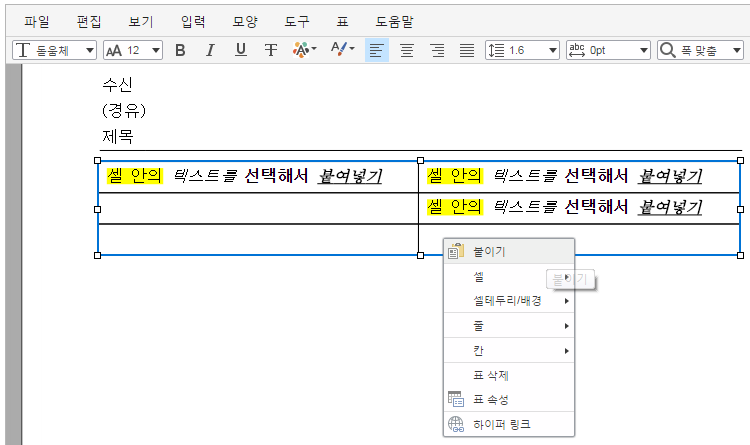 파일 편집 보기 입력 모양 도구 표 도움말
돋움체 12 B I U T A 1.6 abc 0pt 폭 맞춤
수신
(경유)
제목
셀 안의 텍스트를 선택해서 붙여넣기 셀 안의 텍스트를 선택해서 붙여넣기
셀 안의 텍스트를 선택해서 붙여넣기
붙이기
셀
붙이기
셀테두리/배경
줄
칸
표 삭제
표 속성
하이퍼 링크